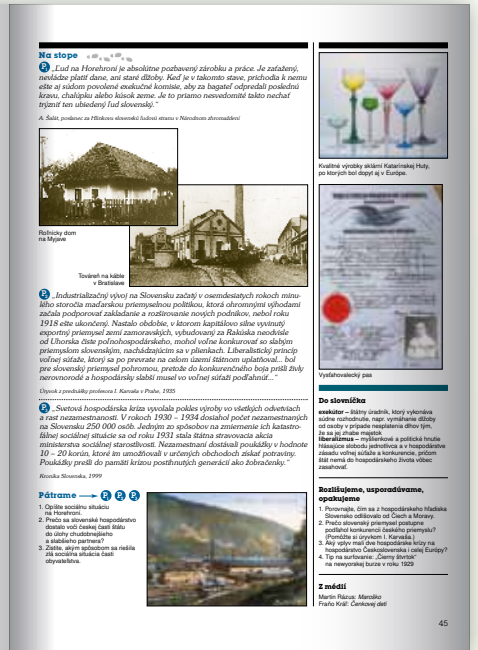 Na stope
P1 „Ľud na Horehroní je absolútne pozbavený zárobku a práce. Je zaťažený,
nevládze platiť dane, ani staré dlžoby. Keď je v takomto stave, prichodia k nemu
ešte aj súdom povolené exekučné komisie, aby za bagateľ odpredali poslednú
kravu, chalúpku alebo kúsok zeme. Je to priamo nesvedomité takto nechať
trýzniť ten ubiedený ľud slovenský.“
A. Šalát, poslanec za Hlinkovu slovenskú ľudovú stranu v Národnom zhromaždení
Roľnícky dom
na Myjave
Továreň na káble
v Bratislave
P2 „Industrializačný vývoj na Slovensku začatý v osemdesiatych rokoch minu-
lého storočia maďarskou priemyselnou politikou, ktorá ohromnými výhodami
začala podporovať zakladanie a rozširovanie nových podnikov, nebol roku
1918 ešte ukončený. Nastalo obdobie, v ktorom kapitálovo silne vyvinutý
exportný priemysel zemí zamoravských, vybudovaný za Rakúska neodvisle
od Uhorska čiste poľnohospodárskeho, mohol voľne konkurovať so slabým
priemyslom slovenským, nachádzajúcim sa v plienkach. Liberalistický princíp
voľnej súťaže, ktorý sa po prevrate na celom území štátnom uplatňoval... bol
pre slovenský priemysel pohromou, pretože do konkurenčného boja prišli živly
nerovnorodé a hospodársky slabší musel vo voľnej súťaži podľahnúť...“
Úryvok z prednášky profesora I. Karvaša v Prahe, 1935
P3 „Svetová hospodárska kríza vyvolala pokles výroby vo všetkých odvetviach
a rast nezamestnanosti. V rokoch 1930 – 1934 dosiahol počet nezamestnaných
na Slovensku 250 000 osôb. Jedným zo spôsobov na zmiernenie ich katastro-
fálnej sociálnej situácie sa od roku 1931 stala štátna stravovacia akcia
ministerstva sociálnej starostlivosti. Nezamestnaní dostávali poukážky v hodnote
10 – 20 korún, ktoré im umožňovali v určených obchodoch získať potraviny.
Poukážky prešli do pamäti krízou postihnutých generácií ako žobračenky.“
Kronika Slovenska, 1999
Pátrame P1 P2 P3
1. Opíšte sociálnu situáciu
na Horehroní.
2. Prečo sa slovenské hospodárstvo
dostalo voči českej časti štátu
do úlohy chudobnejšieho
a slabšieho partnera?
3. Zistite, akým spôsobom sa riešila
zlá sociálna situácia časti
obyvateľstva.
Kvalitné výrobky sklární Katarínskej Huty,
po ktorých bol dopyt aj v Európe.
Vysťahovalecký pas
Do slovníčka
exekútor – štátny úradník, ktorý vykonáva
súdne rozhodnutie, napr. vymáhanie dlžoby
od osoby v prípade nesplatenia dlhov tým,
že sa jej zhabe majetok
liberalizmus – myšlienkové a politické hnutie
hlásajúce slobodu jednotlivca a v hospodárstve
zásadu voľnej súťaže a konkurencie, pričom
štát nemá do hospodárskeho života vôbec
zasahovať.
Rozlišujeme, usporadúvame,
opakujeme
1. Porovnajte, čím sa z hospodárskeho hľadiska
Slovensko odlišovalo od Čiech a Moravy.
2. Prečo slovenský priemysel postupne
podľahol konkurencii českého priemyslu?
(Pomôžte si úryvkom I. Karvaša.)
3. Aký vplyv mali dve hospodárske krízy na
hospodárstvo Československa i celej Európy?
4. Tip na surfovanie: „Čierny štvrtok“
na newyorskej burze v roku 1929
Z médií
Martin Rázus: Maroško
Fraňo Kráľ: Čenkovej deti
45